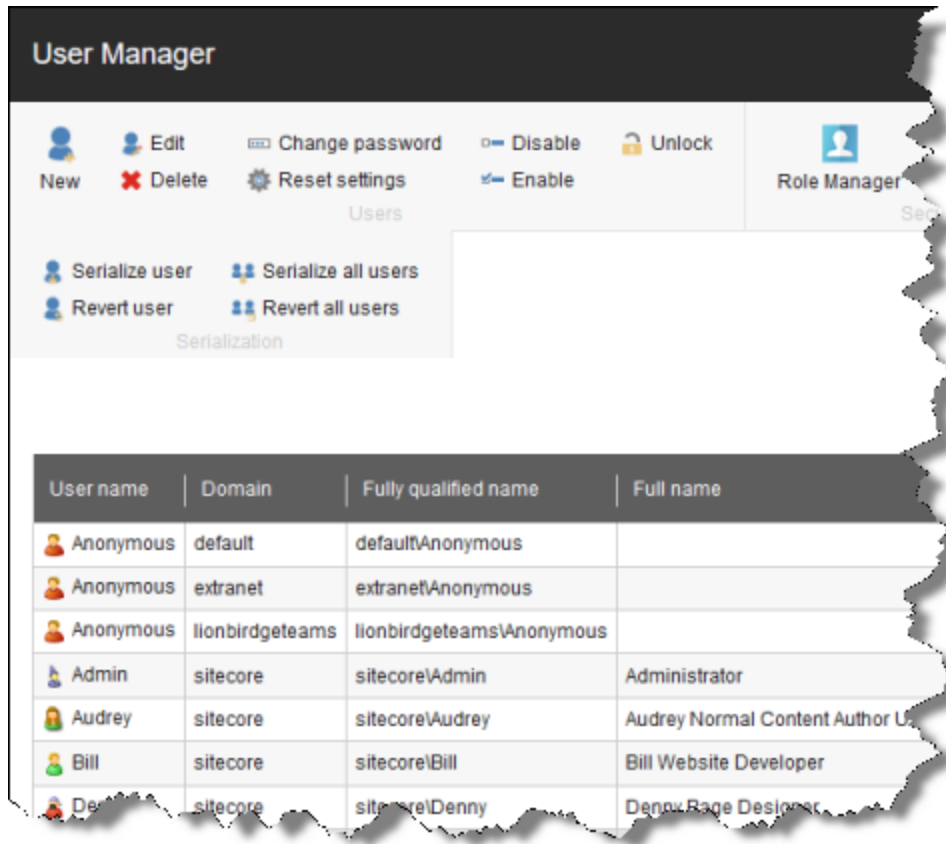 User Manager
New
Edit
Delete
Change password
Reset settings
Disable
Enable
Unlock
Users
Role Manager
Serialize user
Revert user
Serialize all users
Revert all users
Serialization
User name Domain Fully qualified name Full name
Anonymous default default\Anonymous
Anonymous extranet extranet\Anonymous
Anonymous lionbirdgeteams lionbirdgeteams\Anonymous
Admin sitecore sitecore\Admin Administrator
Audrey sitecore sitecore\Audrey Audrey Normal Content Author
Bill sitecore sitecore\Bill Bill Website Developer
sitecore sitecore\Denny Denny Page Designer